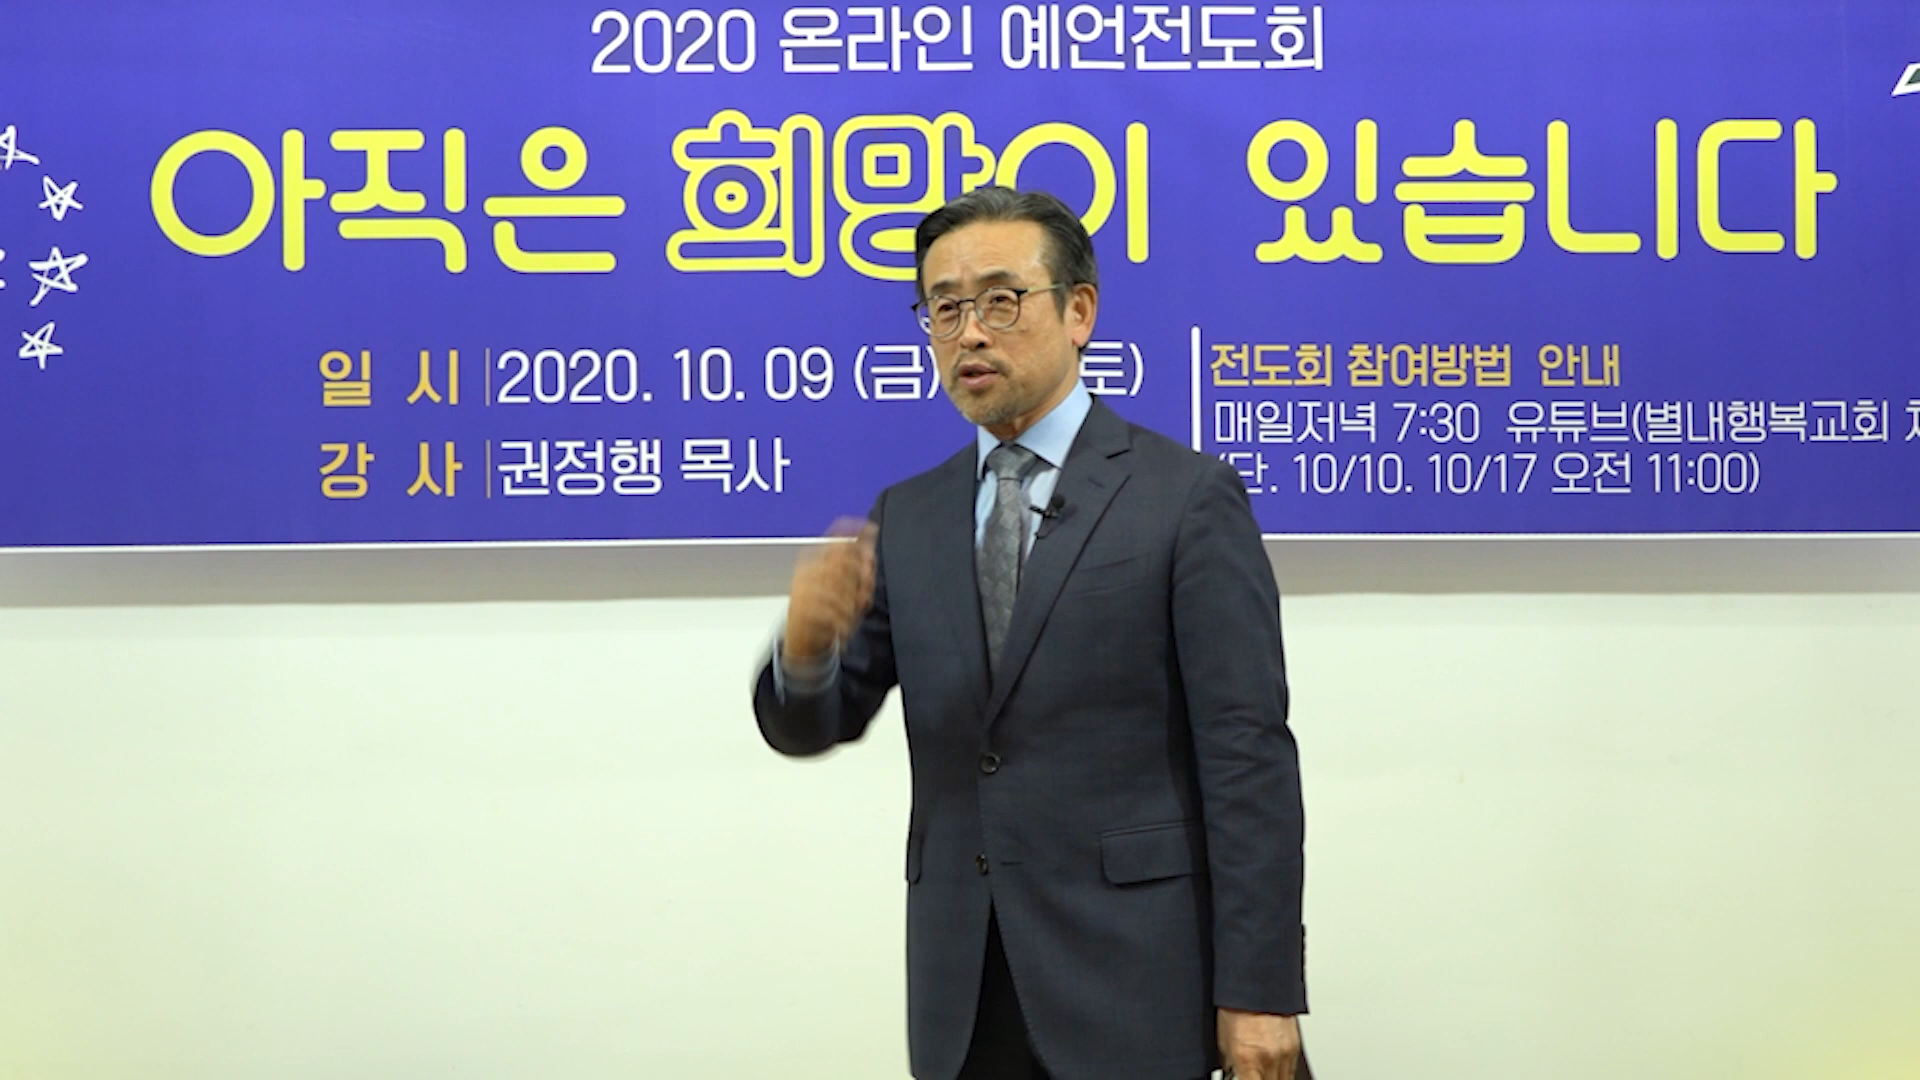 2020 온라인 예언전도회
아직은 희망이 있습니다
일 시 2020. 10. 09 (금) 토)
강 사 권정행 목사
전도회 참여방법 안내
매일저녁 7:30 유튜브(별내행복교회
(단. 10/10. 10/17 오전 11:00)